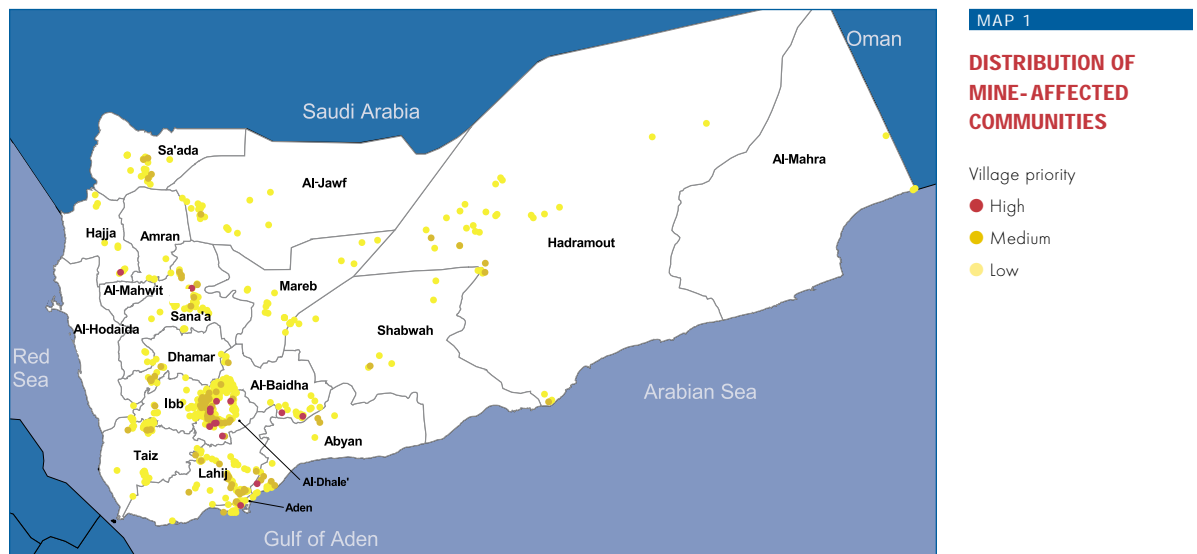 MAP 1
DISTRIBUTION OF
MINE-AFFECTED
COMMUNITIES
Village priority
High
Medium
Low
Oman
Saudi Arabia
Sa'ada
Al-Mahra
Al-Jawf
Hajja
Amran
Hadramout
Al-Mahwit
Mareb
Sana'a
Al-Hodaida
Shabwah
Red
Sea
Dhamar
Al-Baidha
Arabian Sea
Ibb
Abyan
Taiz
Lahij
Al-Dhale'
Aden
Gulf of Aden